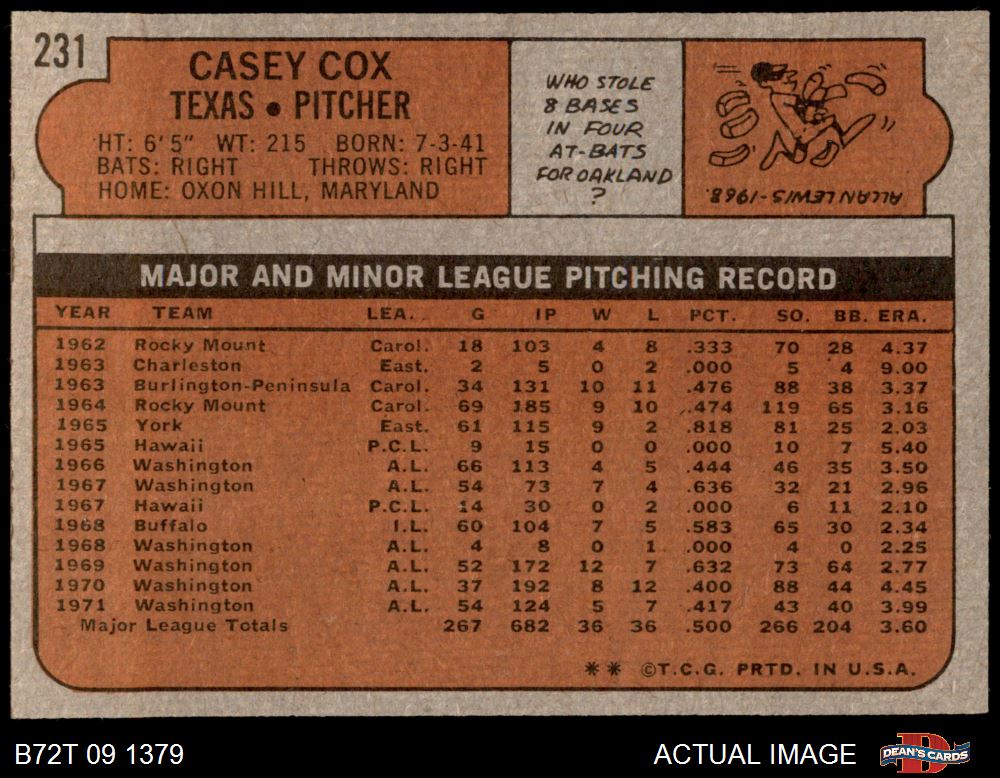 231
CASEY COX
TEXAS • PITCHER
HT: 6'5" WT: 215 BORN: 7-3-41
BATS: RIGHT THROWS: RIGHT
HOME: OXON HILL, MARYLAND
WHO STOLE
8 BASES
IN FOUR
AT-BATS
FOR OAKLAND
?
ALLAN LEWIS-1968.
MAJOR AND MINOR LEAGUE PITCHING RECORD
YEAR TEAM LEA. G IP W L PCT. SO. BB. ERA.
1962 Rocky Mount Carol. 18 103 4 8 .333 70 28 4.37
1963 Charleston East. 2 5 0 2 .000 5 4 9.00
1963 Burlington-Peninsula Carol. 34 131 10 11 .476 88 38 3.37
1964 Rocky Mount Carol. 69 185 9 10 .474 119 65 3.16
1965 York East. 61 115 9 2 .818 81 25 2.03
1965 Hawaii P.C.L. 9 15 0 0 .000 10 7 5.40
1966 Washington A.L. 66 113 4 5 .444 46 35 3.50
1967 Washington A.L. 54 73 7 4 .636 32 21 2.96
1967 Hawaii P.C.L. 14 30 0 2 .000 6 11 2.10
1968 Buffalo I.L. 60 104 7 5 .583 65 30 2.34
1968 Washington A.L. 4 8 0 1 .000 4 0 2.25
1969 Washington A.L. 52 172 12 7 .632 73 64 2.77
1970 Washington A.L. 37 192 8 12 .400 88 44 4.45
1971 Washington A.L. 54 124 5 7 .417 43 40 3.99
Major League Totals 267 682 36 36 .500 266 204 3.60
** ©T.C.G. PRTD. IN U.S.A.
B72T 09 1379
ACTUAL IMAGE
D
DEAN'S CARDS